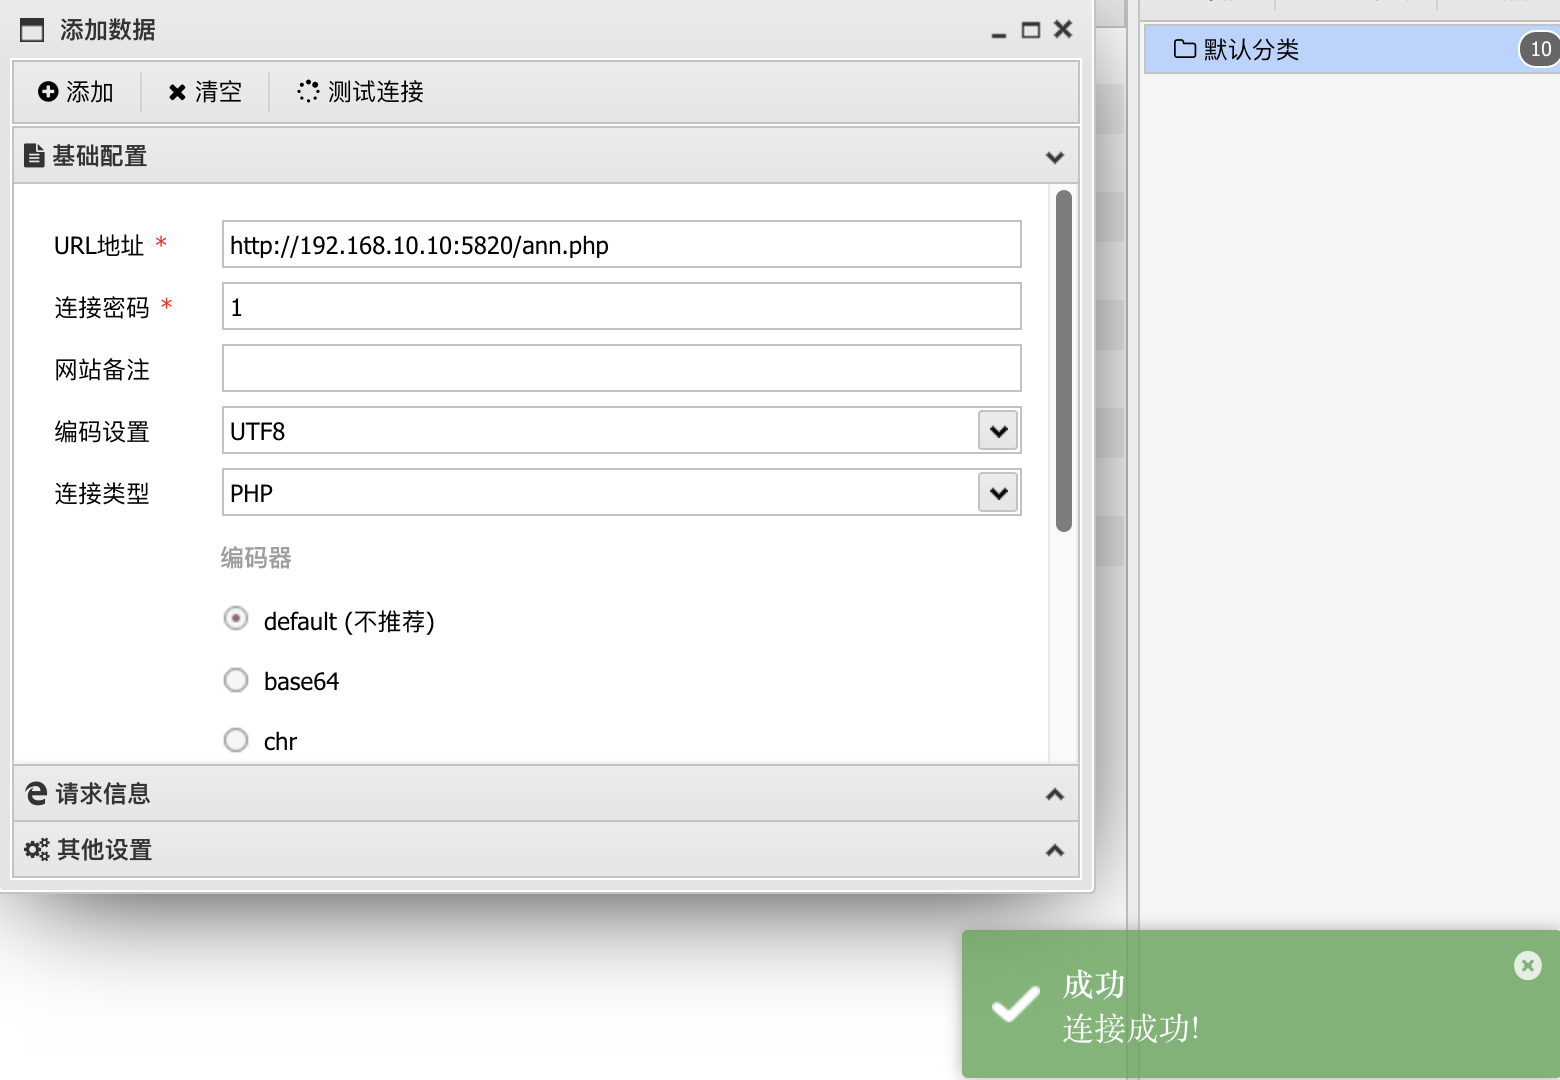 添加数据
添加 清空 测试连接
默认分类 10
基础配置
URL地址 * http://192.168.10.10:5820/ann.php
连接密码 * 1
网站备注
编码设置 UTF8
连接类型 PHP
编码器
default (不推荐)
base64
chr
请求信息
其他设置
成功
连接成功!